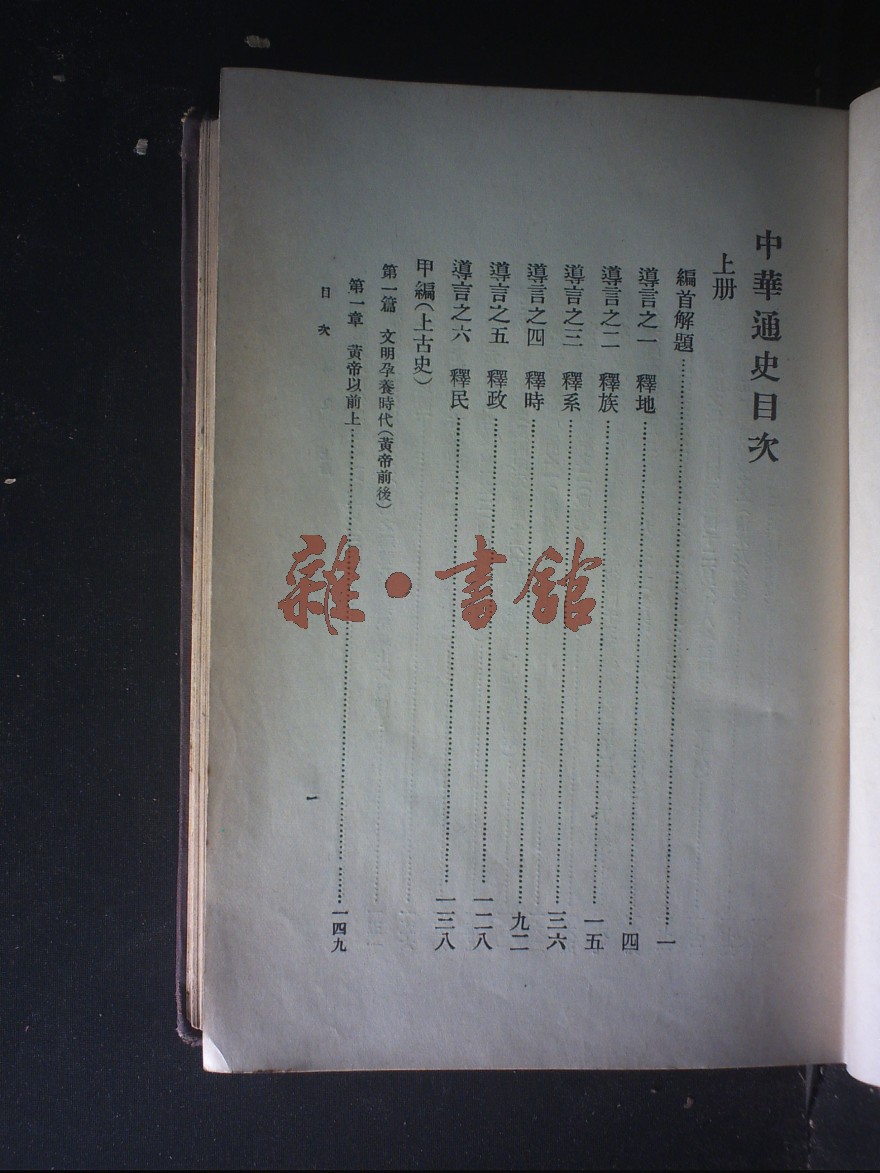 中華通史目次
上册
編首解題……一
導言之一　釋地……四
導言之二　釋族……一五
導言之三　釋系……三六
導言之四　釋時……九二
導言之五　釋政……一二八
導言之六　釋民……一三八
甲編（上古史）
第一篇　文明孕養時代（黃帝前後）
第一章　黃帝以前上……一四九
目次
一
雜·書館